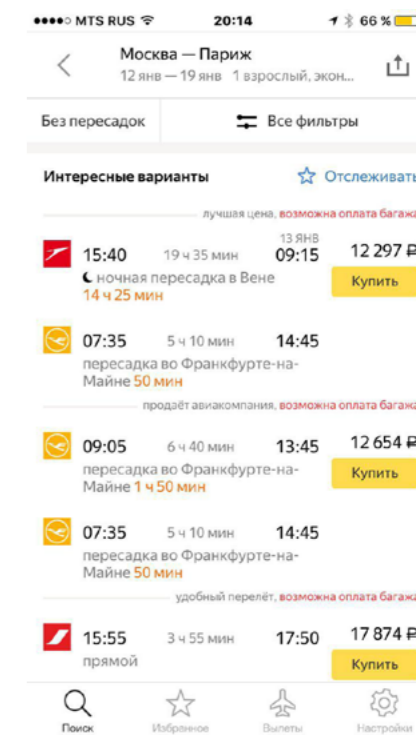 MTS RUS 20:14 66 %
Москва — Париж
12 янв — 19 янв 1 взрослый, экон...
Без пересадок Все фильтры
Интересные варианты Отслеживать
лучшая цена, возможна оплата багажа
13 ЯНВ
15:40 19 ч 35 мин 09:15 12 297 ₽
ночная пересадка в Вене Купить
14 ч 25 мин
07:35 5 ч 10 мин 14:45
пересадка во Франкфурте-на-
Майне 50 мин
продаёт авиакомпания, возможна оплата багажа
09:05 6 ч 40 мин 13:45 12 654 ₽
пересадка во Франкфурте-на- Купить
Майне 1 ч 50 мин
07:35 5 ч 10 мин 14:45
пересадка во Франкфурте-на-
Майне 50 мин
удобный перелёт, возможна оплата багажа
15:55 3 ч 55 мин 17:50 17 874 ₽
прямой Купить
Поиск Избранное Вылеты Настройки